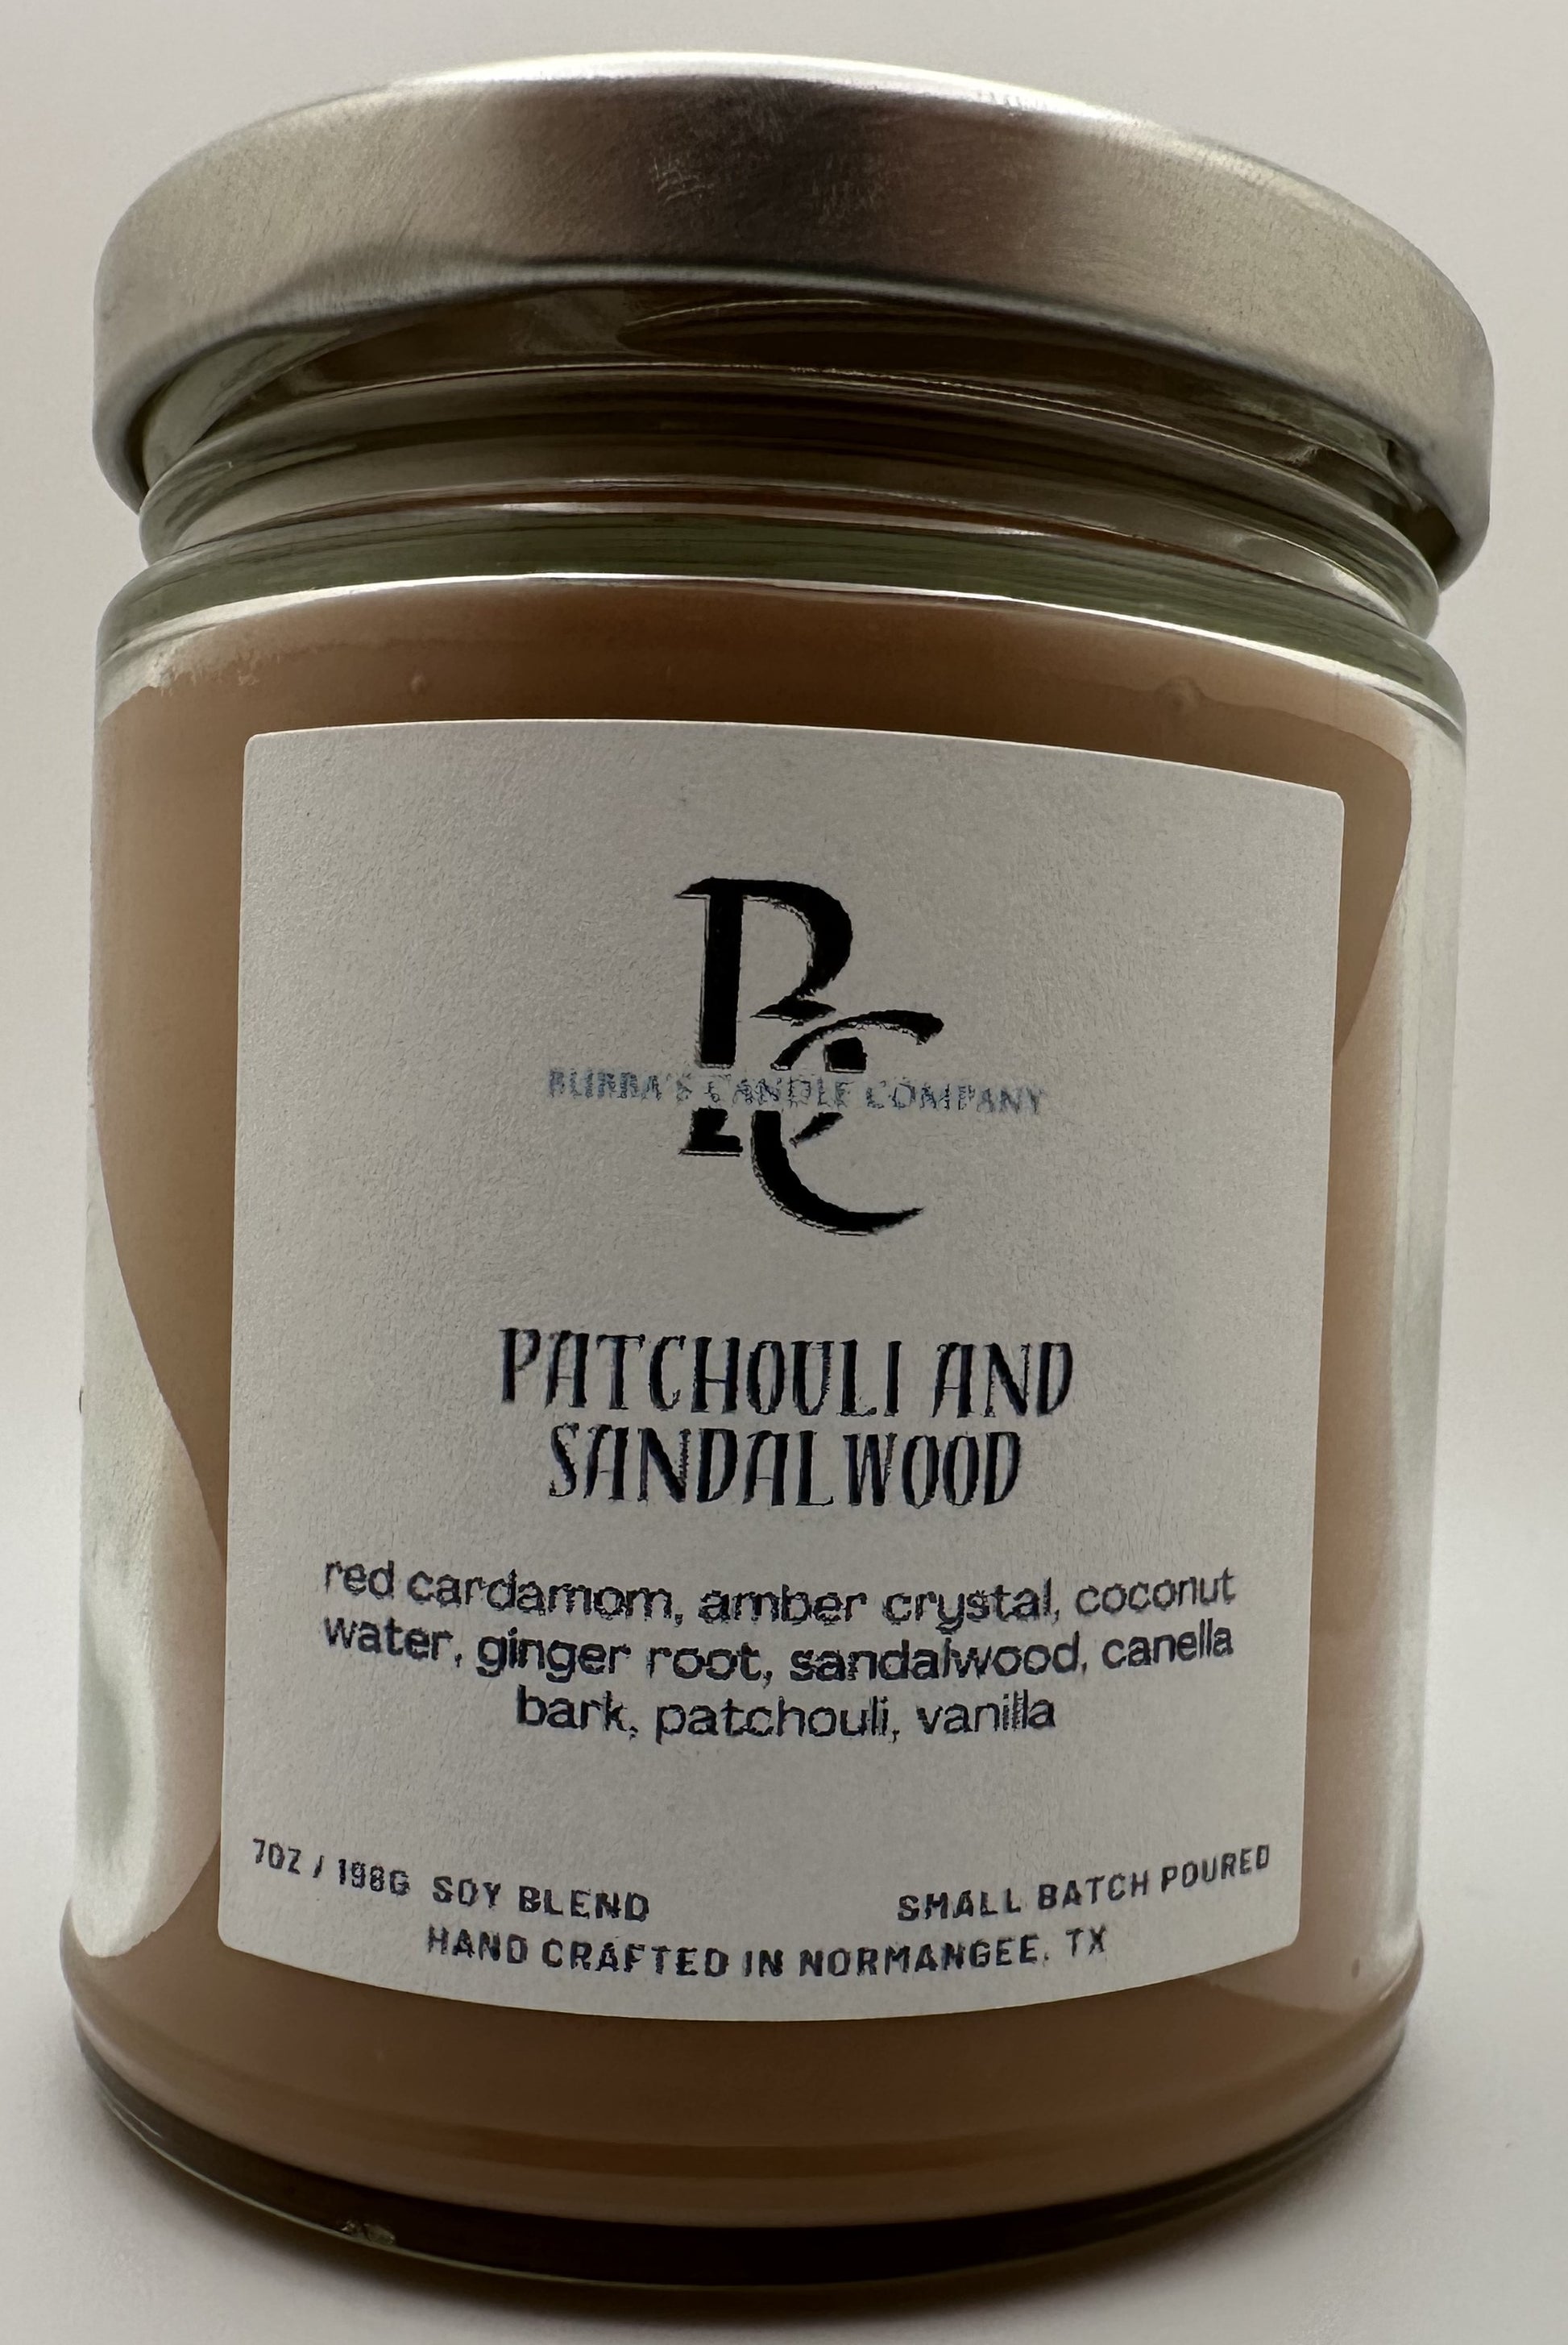 BC
BUBBA'S CANDLE COMPANY
PATCHOULI AND
SANDALWOOD
red cardamom, amber crystal, coconut
water, ginger root, sandalwood, canella
bark, patchouli, vanilla
7OZ / 198G SOY BLEND SMALL BATCH POURED
HAND CRAFTED IN NORMANGEE, TX